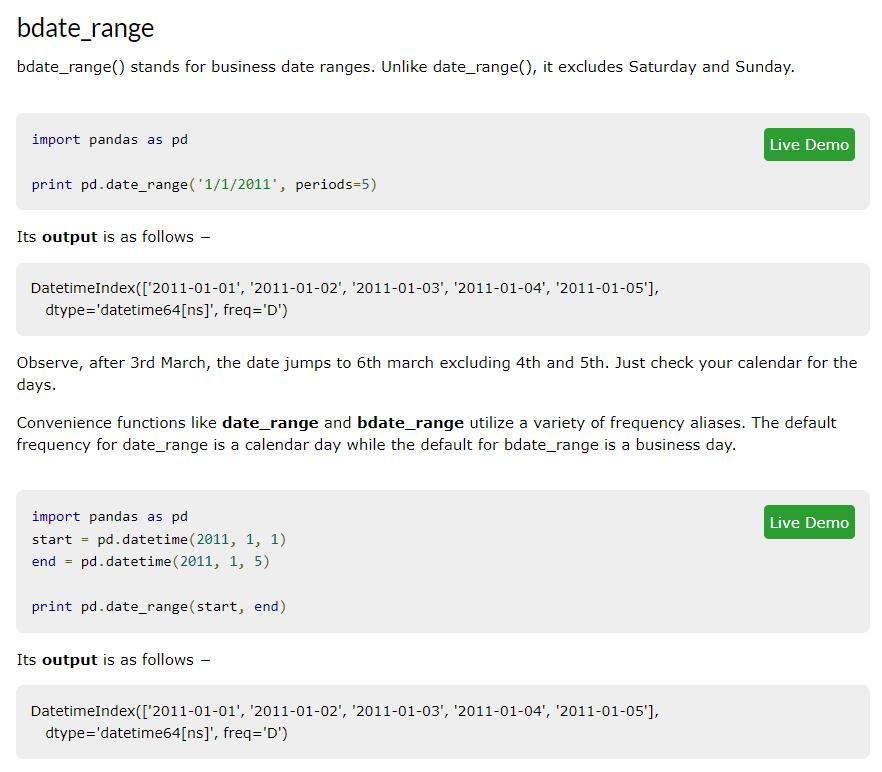 bdate_range
bdate_range() stands for business date ranges. Unlike date_range(), it excludes Saturday and Sunday.
import pandas as pd
Live Demo
print pd.date_range('1/1/2011', periods=5)
Its output is as follows −
DatetimeIndex(['2011-01-01', '2011-01-02', '2011-01-03', '2011-01-04', '2011-01-05'],
dtype='datetime64[ns]', freq='D')
Observe, after 3rd March, the date jumps to 6th march excluding 4th and 5th. Just check your calendar for the
days.
Convenience functions like date_range and bdate_range utilize a variety of frequency aliases. The default
frequency for date_range is a calendar day while the default for bdate_range is a business day.
import pandas as pd
Live Demo
start = pd.datetime(2011, 1, 1)
end = pd.datetime(2011, 1, 5)
print pd.date_range(start, end)
Its output is as follows −
DatetimeIndex(['2011-01-01', '2011-01-02', '2011-01-03', '2011-01-04', '2011-01-05'],
dtype='datetime64[ns]', freq='D')